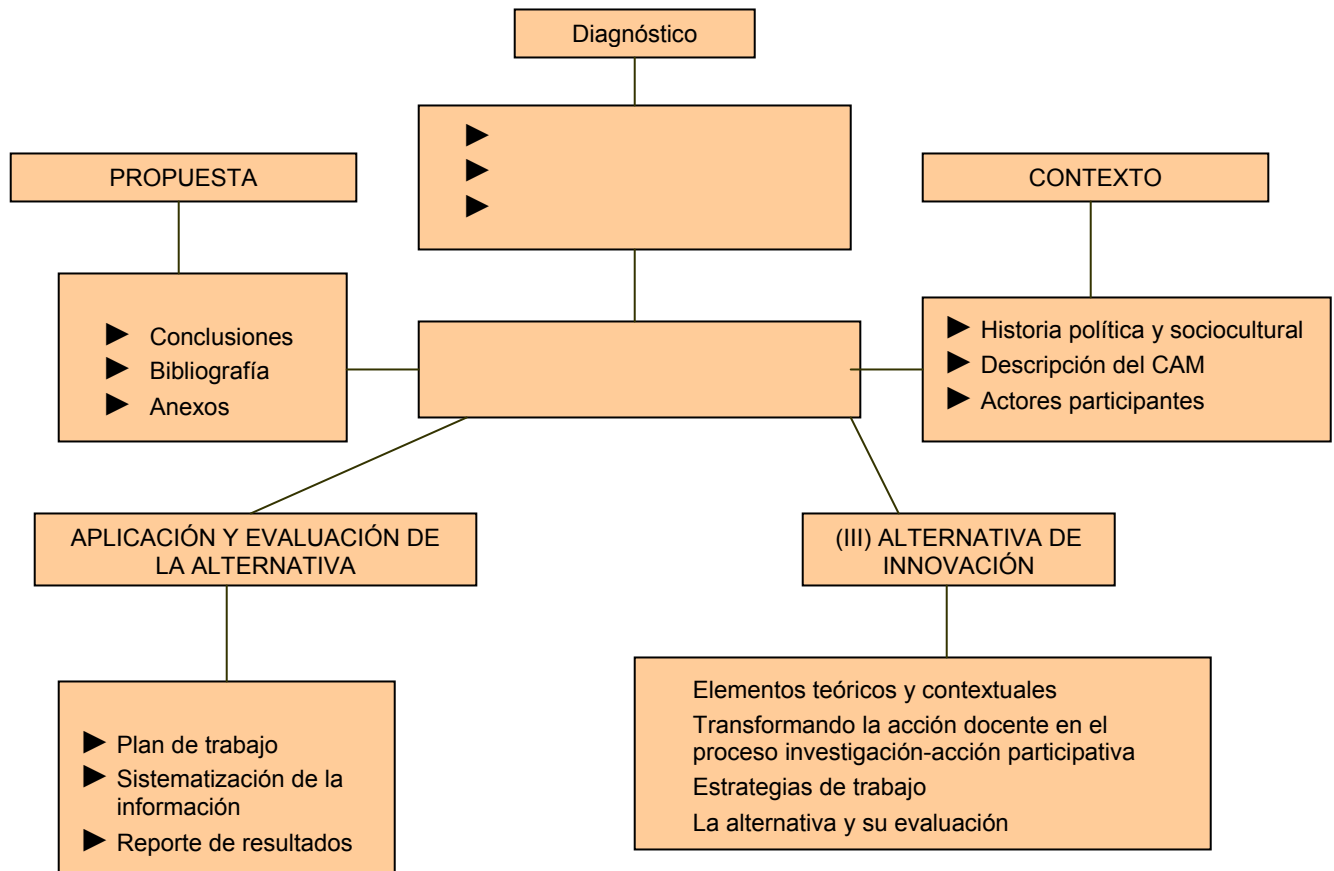 Diagnóstico
►
►
►
PROPUESTA
► Conclusiones
► Bibliografía
► Anexos
CONTEXTO
► Historia política y sociocultural
► Descripción del CAM
► Actores participantes
APLICACIÓN Y EVALUACIÓN DE
LA ALTERNATIVA
► Plan de trabajo
► Sistematización de la
información
► Reporte de resultados
(III) ALTERNATIVA DE
INNOVACIÓN
Elementos teóricos y contextuales
Transformando la acción docente en el
proceso investigación-acción participativa
Estrategias de trabajo
La alternativa y su evaluación